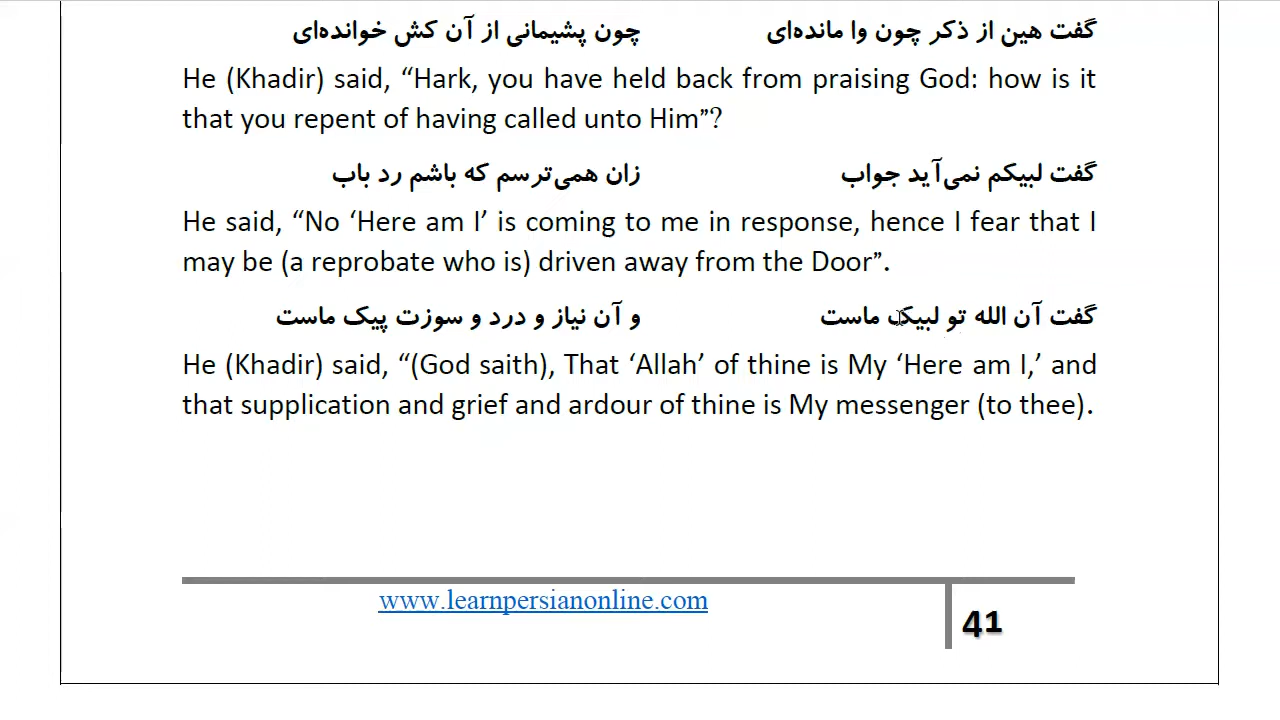 گفت هین از ذکر چون وا مانده‌ای چون پشیمانی از آن کش خوانده‌ای
He (Khadir) said, “Hark, you have held back from praising God: how is it
that you repent of having called unto Him”?
گفت لبیکم نمی‌آید جواب زان همی‌ترسم که باشم رد باب
He said, “No ‘Here am I’ is coming to me in response, hence I fear that I
may be (a reprobate who is) driven away from the Door”.
گفت آن الله تو لبیک ماست و آن نیاز و درد و سوزت پیک ماست
He (Khadir) said, “(God saith), That ‘Allah’ of thine is My ‘Here am I,’ and
that supplication and grief and ardour of thine is My messenger (to thee).
www.learnpersianonline.com
41